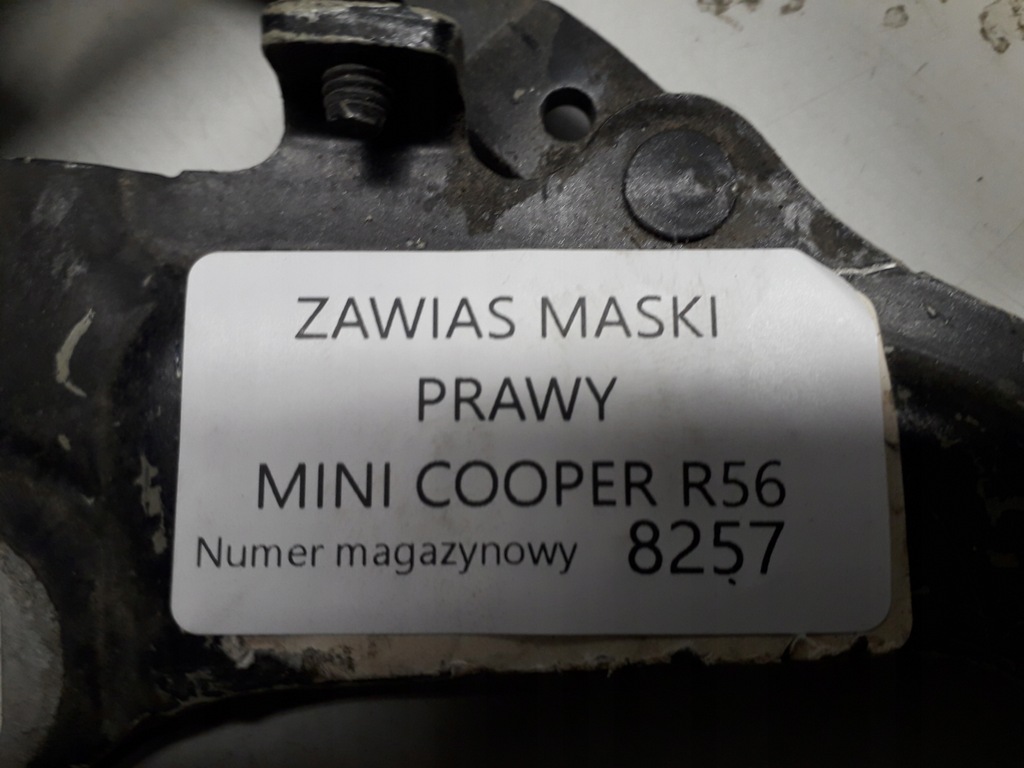 ZAWIAS MASKI
PRAWY
MINI COOPER R56
Numer magazynowy 8257